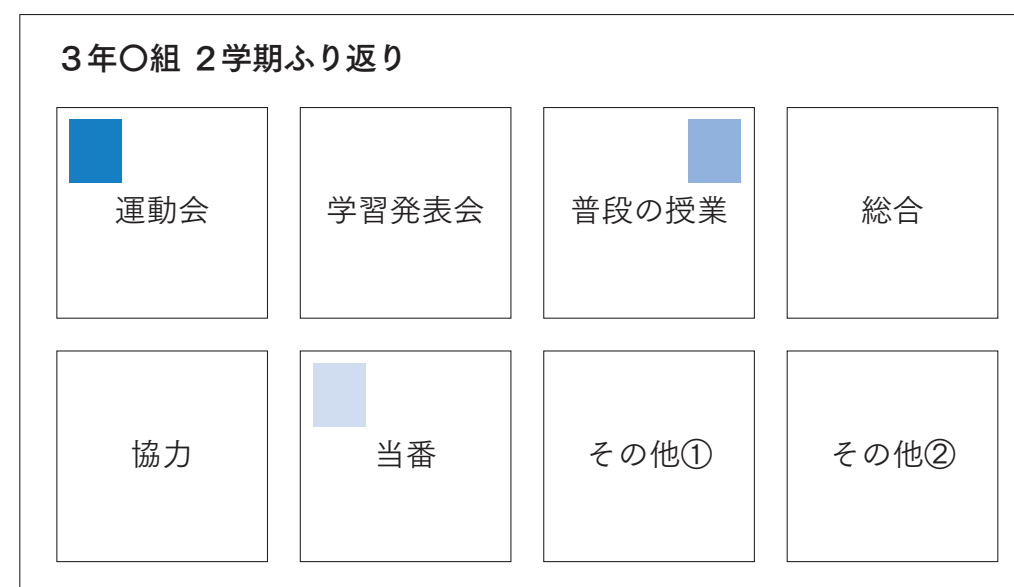 ３年〇組 ２学期ふり返り
運動会
学習発表会
普段の授業
総合
協力
当番
その他①
その他②